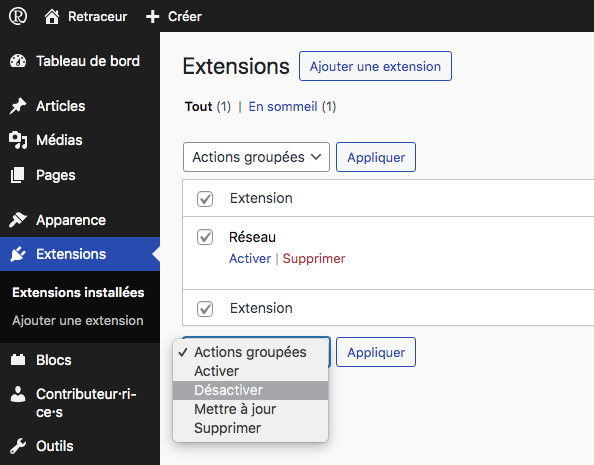 Retraceur
Créer
Tableau de bord
Articles
Médias
Pages
Apparence
Extensions
Extensions installées
Ajouter une extension
Blocs
Contributeur·ri-
ce·s
Outils
Extensions Ajouter une extension
Tout (1) | En sommeil (1)
Actions groupées Appliquer
Extension
Réseau
Activer | Supprimer
Extension
✓ Actions groupées Appliquer
Activer
Désactiver
Mettre à jour
Supprimer